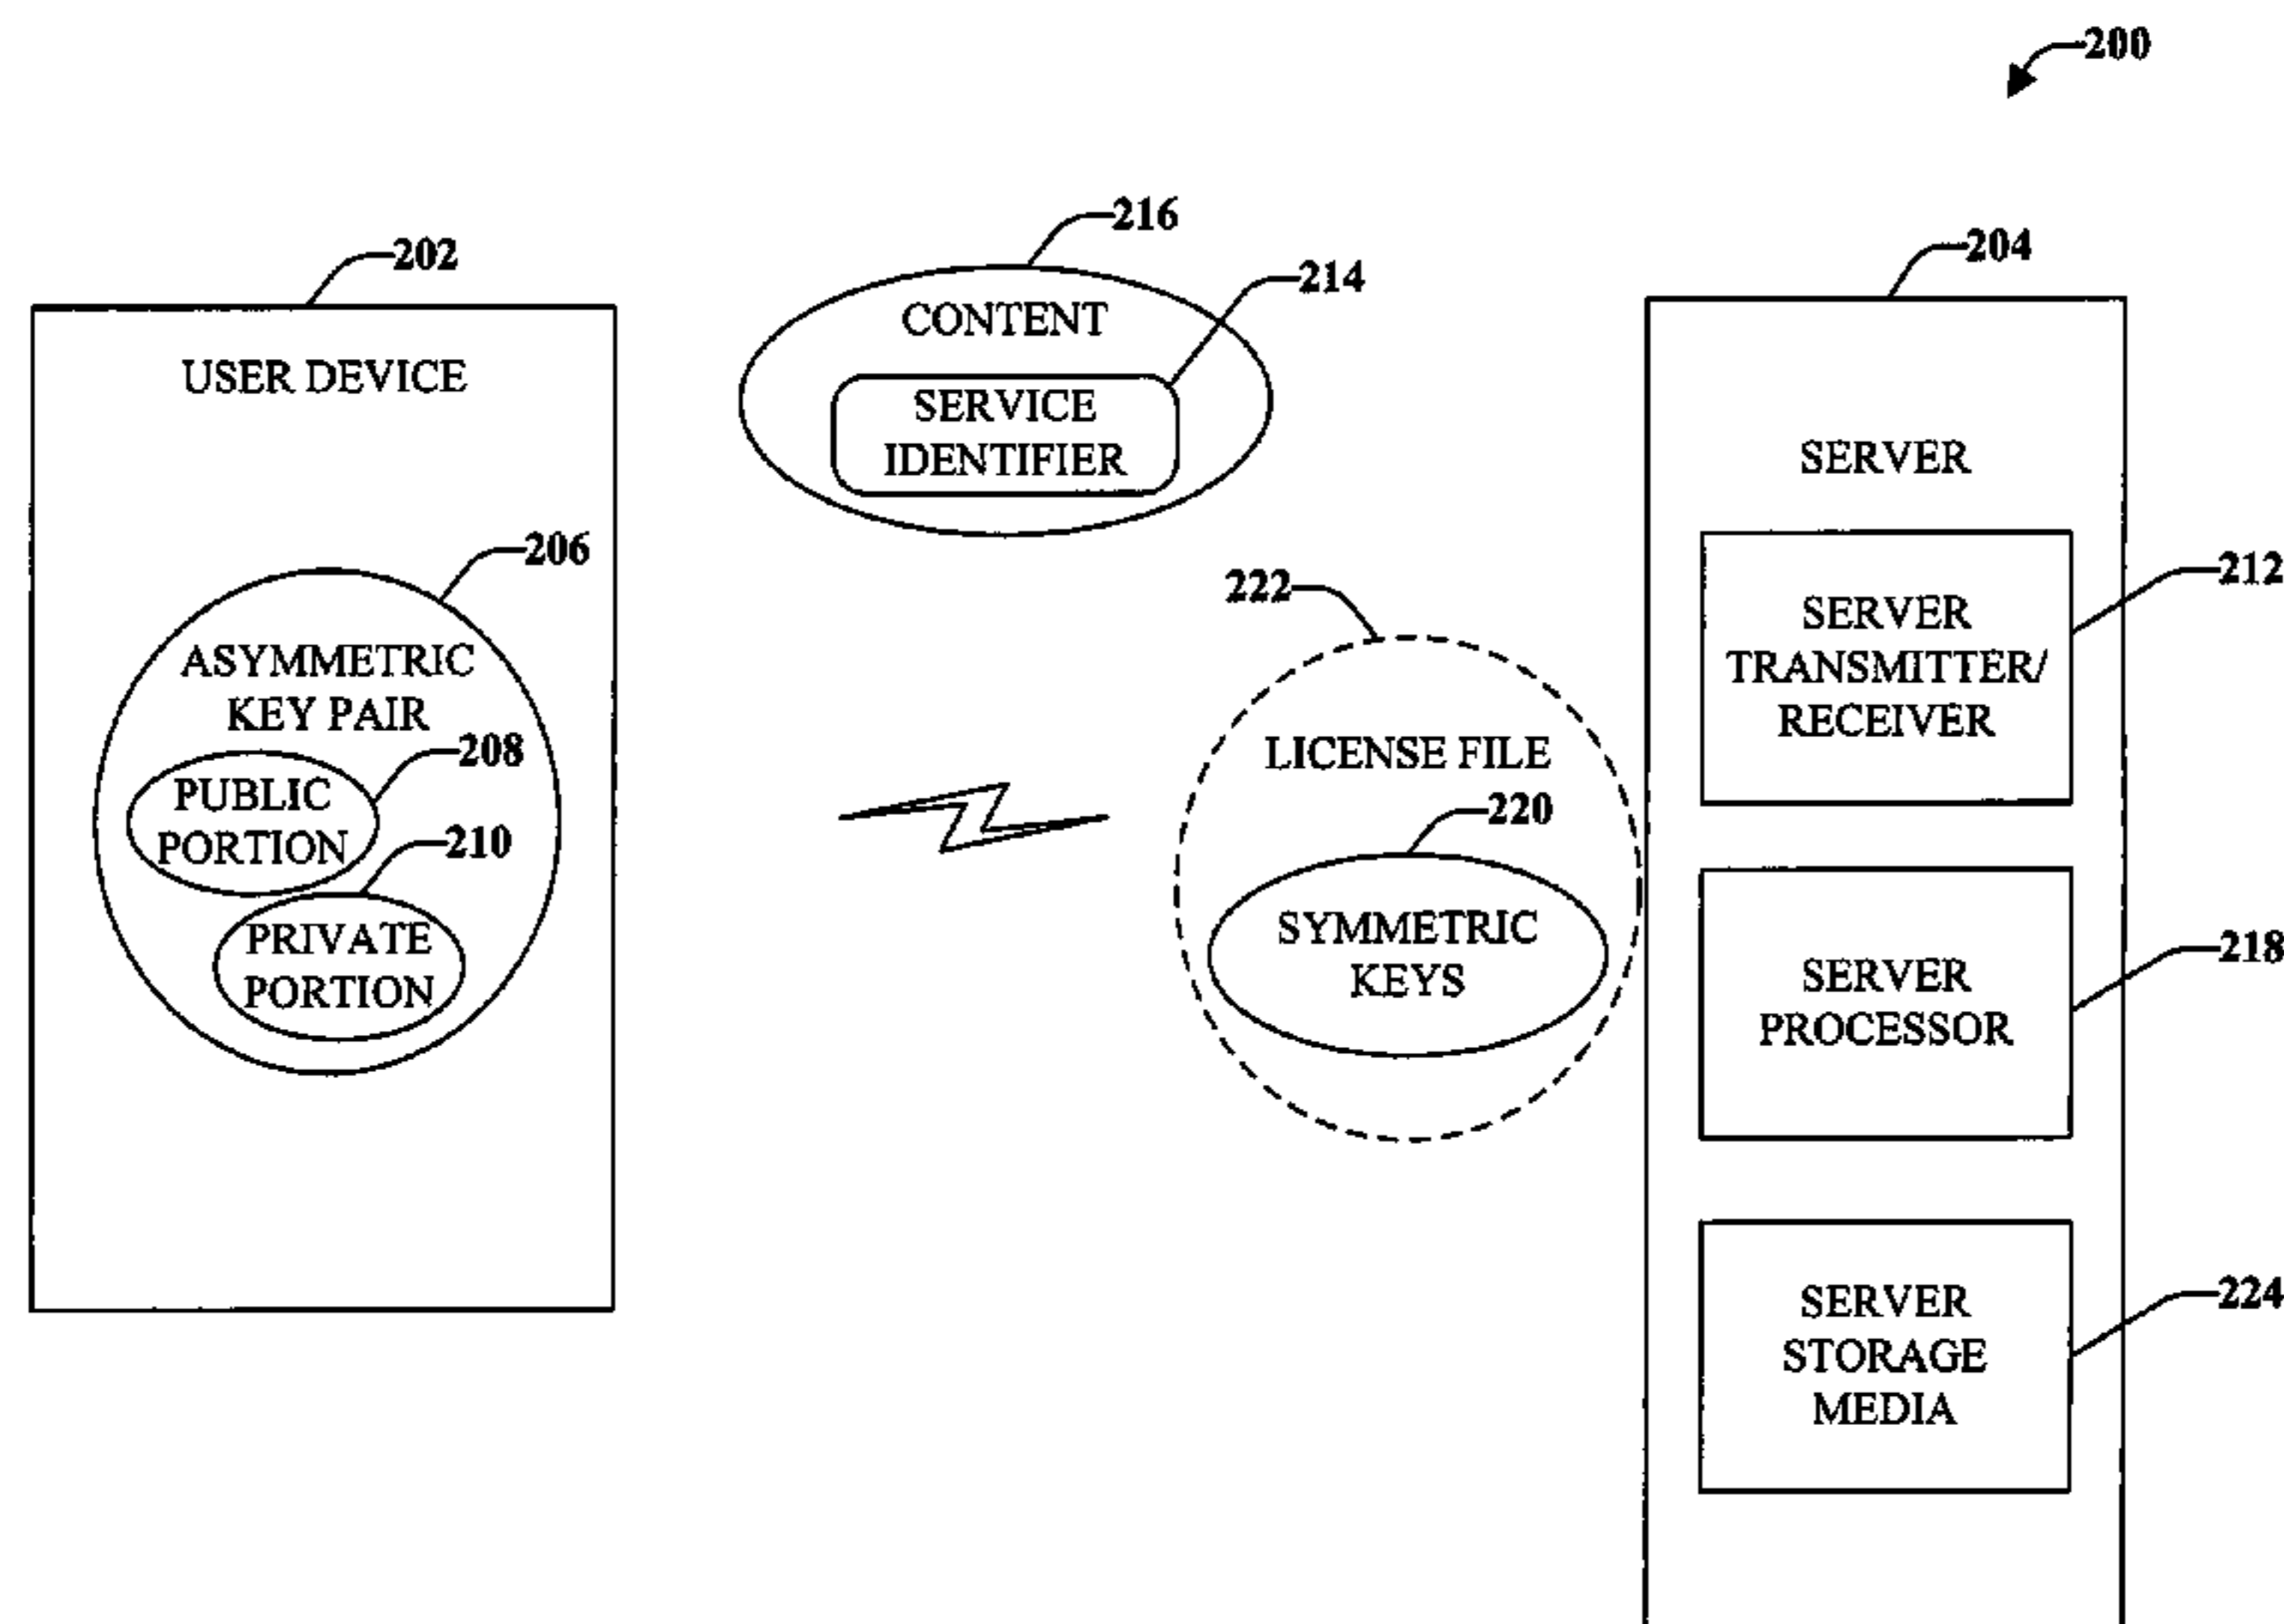 200
216
202
214
204
CONTENT
USER DEVICE
SERVICE
IDENTIFIER
SERVER
206
212
222
SERVER
TRANSMITTER/
RECEIVER
ASYMMETRIC
KEY PAIR
208
LICENSE FILE
PUBLIC
PORTION
220
210
PRIVATE
PORTION
SYMMETRIC
KEYS
218
SERVER
PROCESSOR
224
SERVER
STORAGE
MEDIA